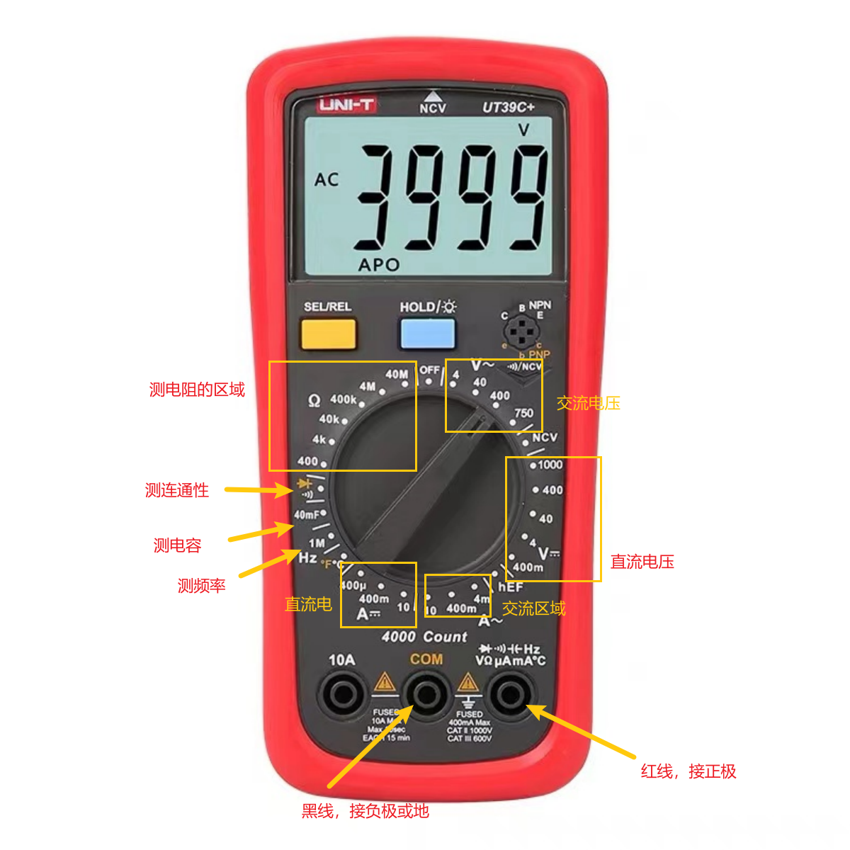 UNI-T
NCV
UT39C+
V
AC
3999
APO
SEL/REL
HOLD/
B NPN
C E
e c
b PNP
/NCV
OFF
V~
4
40
400
750
NCV
1000
400
40
4
V
400m
hEF
4m
400m
10
A~
10
400m
400μ
A
°F°C
Hz
1M
40mF
400
4k
40k
400k
Ω
4M
40M
测电阻的区域
交流电压
测连通性
测电容
测频率
直流电压
直流电
交流区域
4000 Count
10A
COM
Hz
VΩμAmA°C
FUSED
10A Max
Max 10sec
EACH 15 min
FUSED
400mA Max
CAT II 1000V
CAT III 600V
红线，接正极
黑线，接负极或地